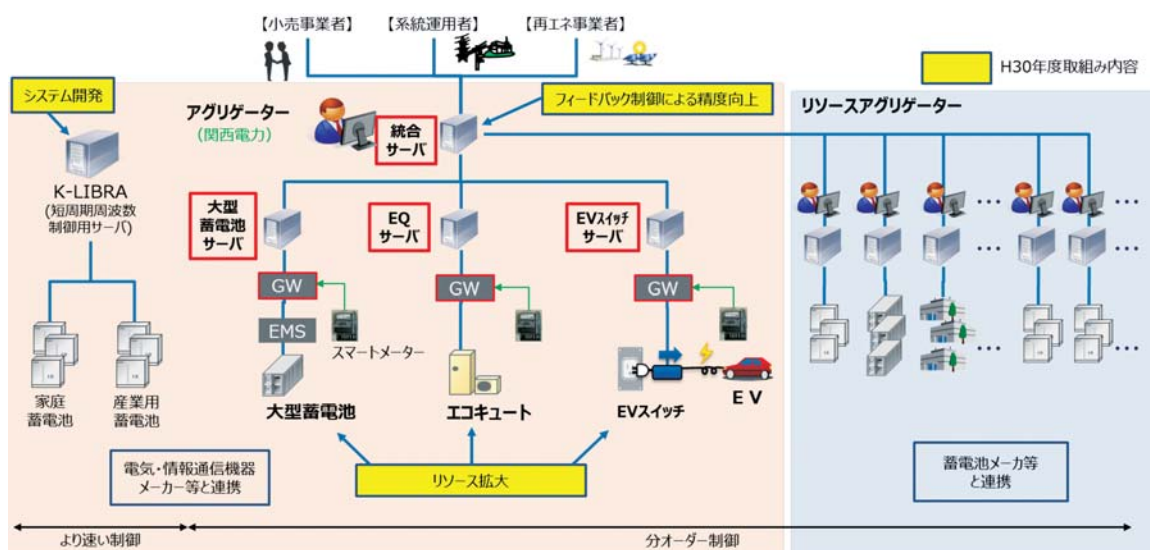 【小売事業者】
【系統運用者】
【再エネ事業者】
H30年度取組み内容
システム開発
アグリゲーター
(関西電力)
フィードバック制御による精度向上
リソースアグリゲーター
統合
サーバ
K-LIBRA
(短周期周波数
制御用サーバ)
大型
蓄電池
サーバ
EQ
サーバ
EVスイッチ
サーバ
GW
GW
GW
EMS
スマートメーター
家庭
蓄電池
産業用
蓄電池
大型蓄電池
エコキュート
EVスイッチ
EV
…
…
…
…
…
…
…
電気・情報通信機器
メーカー等と連携
リソース拡大
蓄電池メーカ等
と連携
より速い制御
分オーダー制御